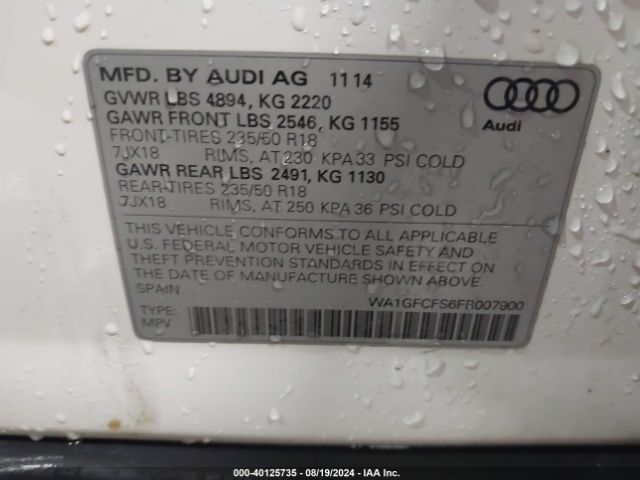 MFD. BY AUDI AG 11 14
GVWR LBS 4894, KG 2220
GAWR FRONT LBS 2546, KG 1155
FRONT-TIRES 235/50 R18
7JX18 RIMS, AT 230 KPA 33 PSI COLD
GAWR REAR LBS 2491, KG 1130
REAR-TIRES 235/50 R18
7JX18 RIMS, AT 250 KPA 36 PSI COLD
Audi
THIS VEHICLE CONFORMS TO ALL APPLICABLE
U.S. FEDERAL MOTOR VEHICLE SAFETY AND
THEFT PREVENTION STANDARDS IN EFFECT ON
THE DATE OF MANUFACTURE SHOWN ABOVE.
SPAIN
WA1GFCFS6FR007900
TYPE:
MPV
000-40125735 - 08/19/2024 - IAA Inc.